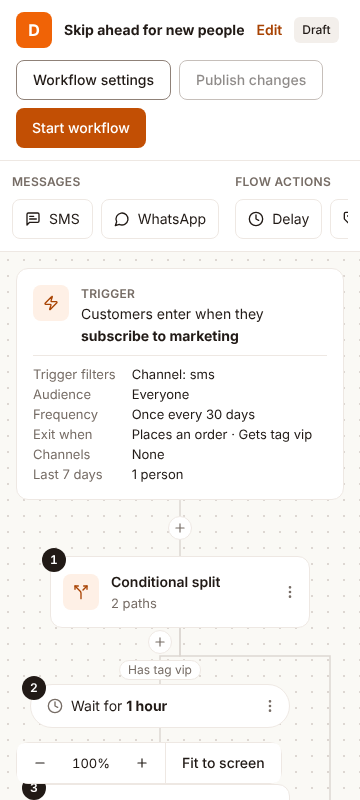 D
Skip ahead for new people
Edit
Draft
Workflow settings
Publish changes
Start workflow
MESSAGES
FLOW ACTIONS
SMS
WhatsApp
Delay
TRIGGER
Customers enter when they
subscribe to marketing
Trigger filters Channel: sms
Audience Everyone
Frequency Once every 30 days
Exit when Places an order · Gets tag vip
Channels None
Last 7 days 1 person
1
Conditional split
2 paths
Has tag vip
2
Wait for 1 hour
− 100% + Fit to screen
3